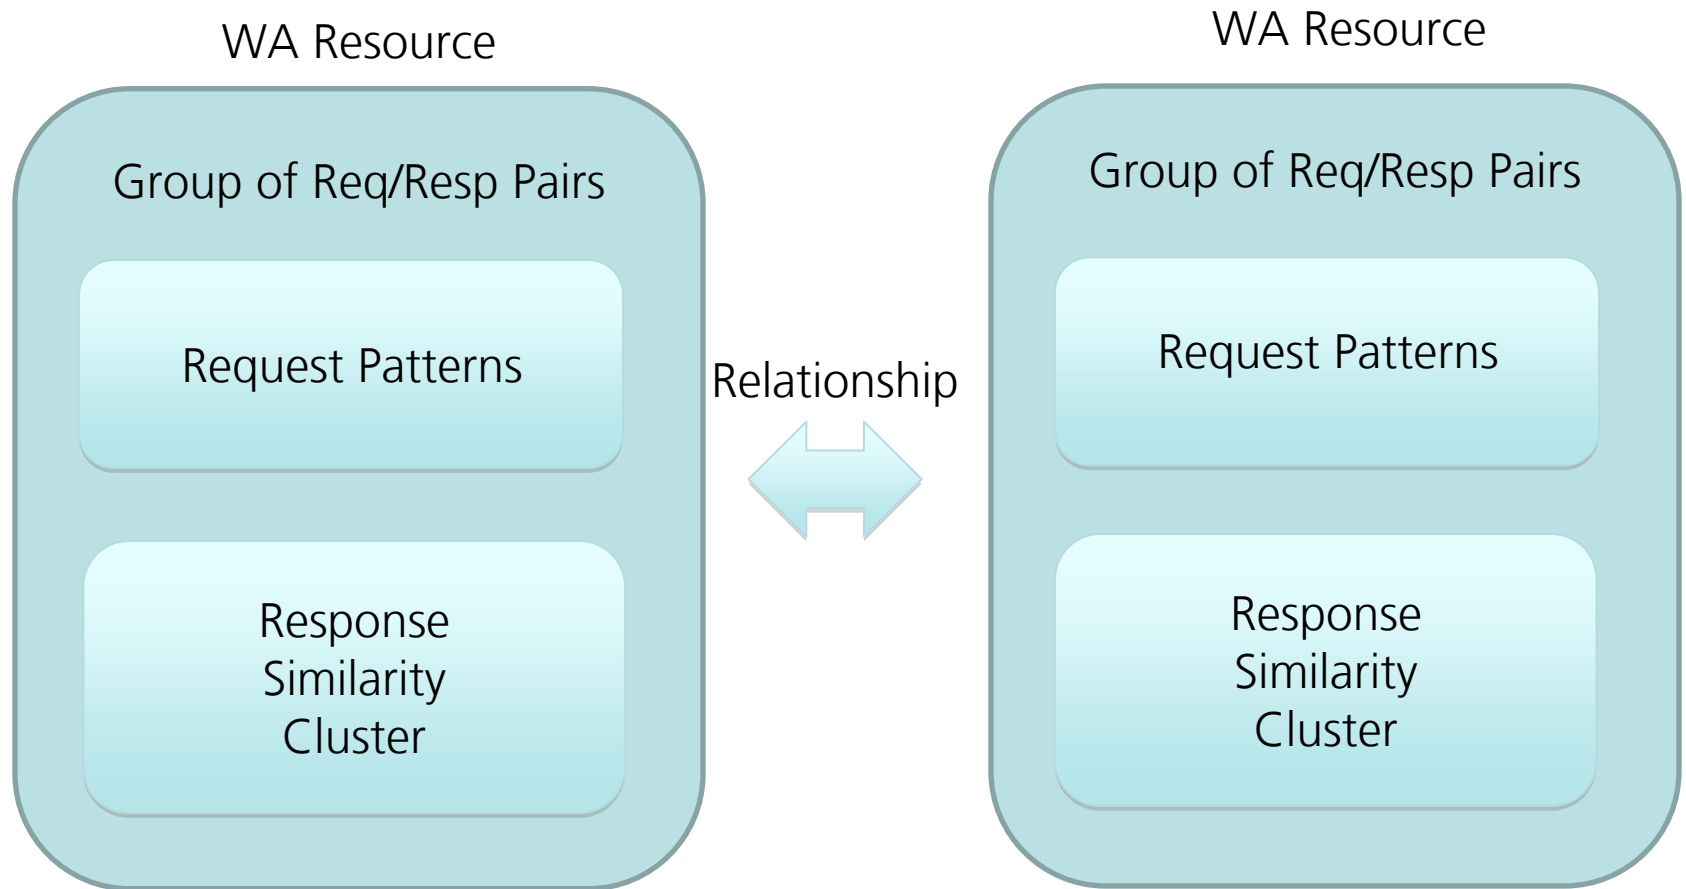 WA Resource
Group of Req/Resp Pairs
Request Patterns
Response
Similarity
Cluster
Relationship
WA Resource
Group of Req/Resp Pairs
Request Patterns
Response
Similarity
Cluster